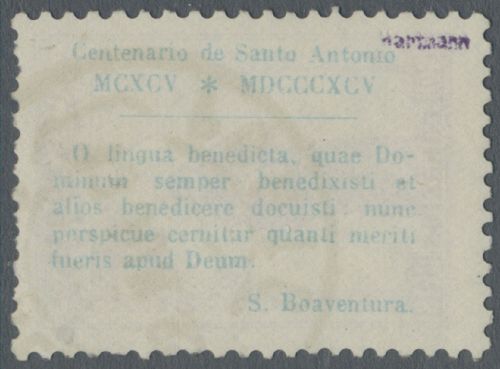 Hartmann
Centenario de Santo Antonio
MCXCV * MDCCCXCV
O lingua benedicta, quae Do-
minum semper benedixisti et
alios benedicere docuisti: nunc
perspicue cernitur quanti meriti
fueris apud Deum.
S. Boaventura.